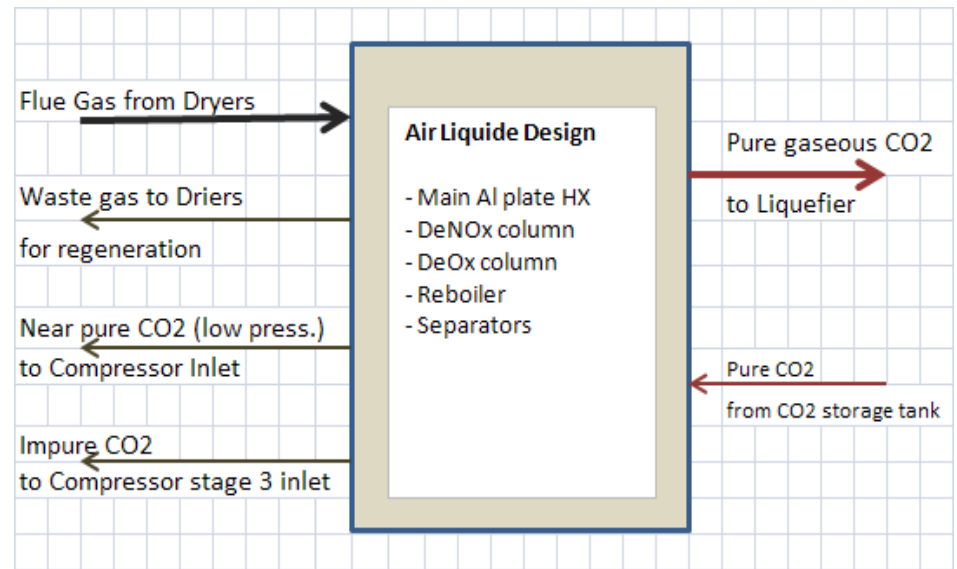 Flue Gas from Dryers
Waste gas to Driers
for regeneration
Near pure CO2 (low press.)
to Compressor Inlet
Impure CO2
to Compressor stage 3 inlet
Air Liquide Design
- Main Al plate HX
- DeNOx column
- DeOx column
- Reboiler
- Separators
Pure gaseous CO2
to Liquefier
Pure CO2
from CO2 storage tank